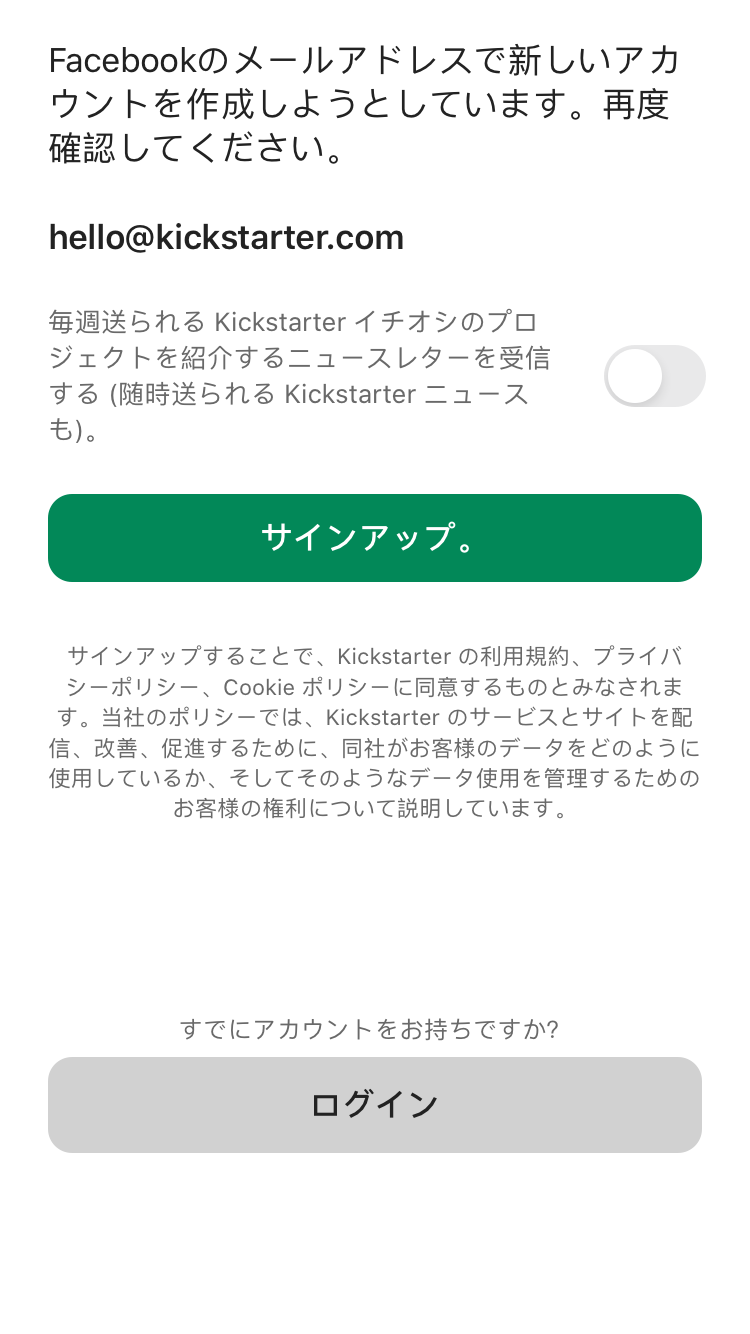 Facebookのメールアドレスで新しいアカ
ウントを作成しようとしています。再度
確認してください。
hello@kickstarter.com
毎週送られる Kickstarter イチオシのプロ
ジェクトを紹介するニュースレターを受信
する (随時送られる Kickstarter ニュース
も)。
サインアップ。
サインアップすることで、Kickstarter の利用規約、プライバ
シーポリシー、Cookie ポリシーに同意するものとみなされま
す。当社のポリシーでは、Kickstarter のサービスとサイトを配
信、改善、促進するために、同社がお客様のデータをどのように
使用しているか、そしてそのようなデータ使用を管理するための
お客様の権利について説明しています。
すでにアカウントをお持ちですか?
ログイン